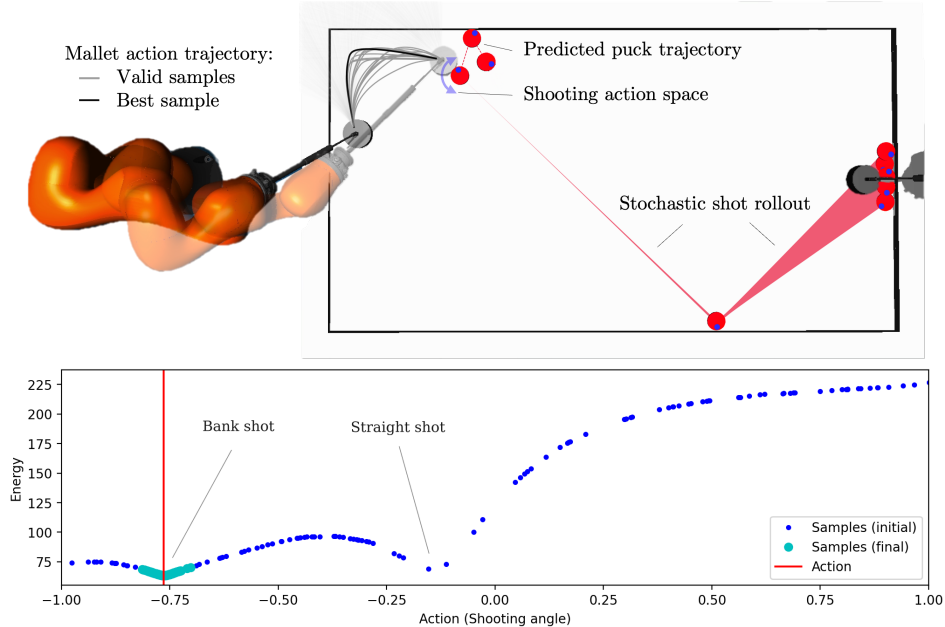 Mallet action trajectory:
Valid samples
Best sample
Predicted puck trajectory
Shooting action space
Stochastic shot rollout
225
200
175
150
125
100
75
Energy
Bank shot
Straight shot
Samples (initial)
Samples (final)
Action
−1.00 −0.75 −0.50 −0.25 0.00 0.25 0.50 0.75 1.00
Action (Shooting angle)